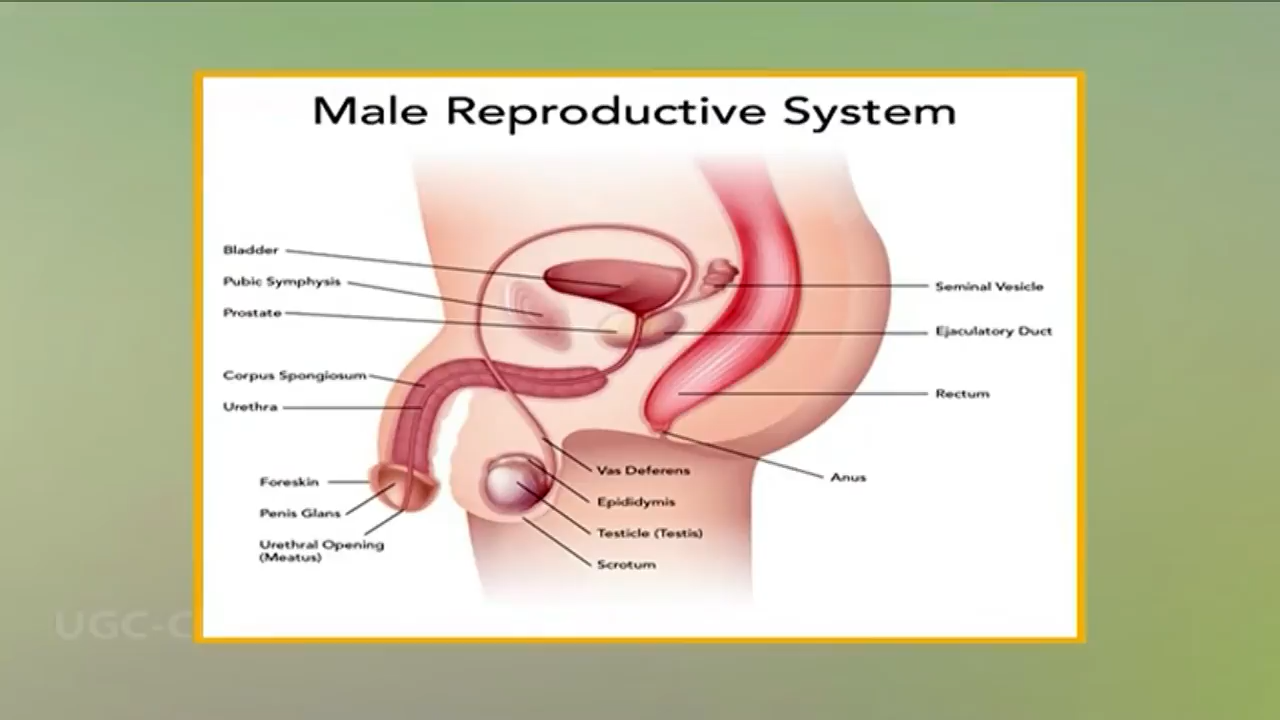 Male Reproductive System
Bladder
Pubic Symphysis
Prostate
Corpus Spongiosum
Urethra
Foreskin
Penis Glans
Urethral Opening
(Meatus)
Vas Deferens
Epididymis
Testicle (Testis)
Scrotum
Seminal Vesicle
Ejaculatory Duct
Rectum
Anus
UGC-C